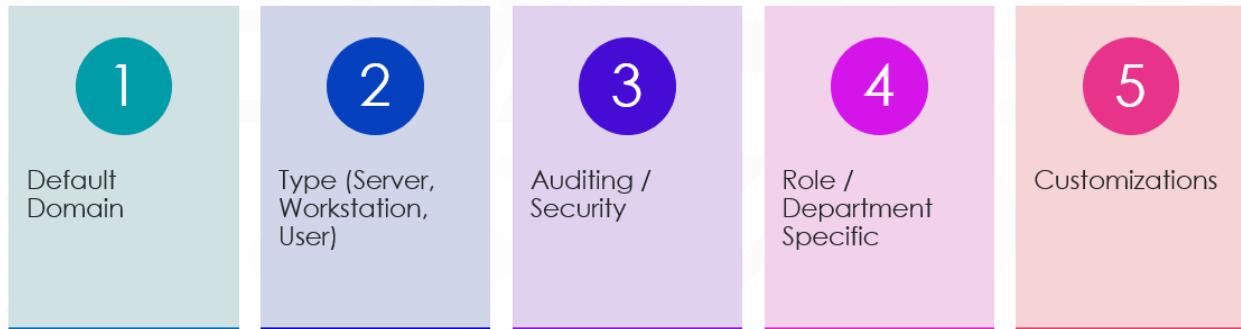 1
Default
Domain
2
Type (Server,
Workstation,
User)
3
Auditing /
Security
4
Role /
Department
Specific
5
Customizations